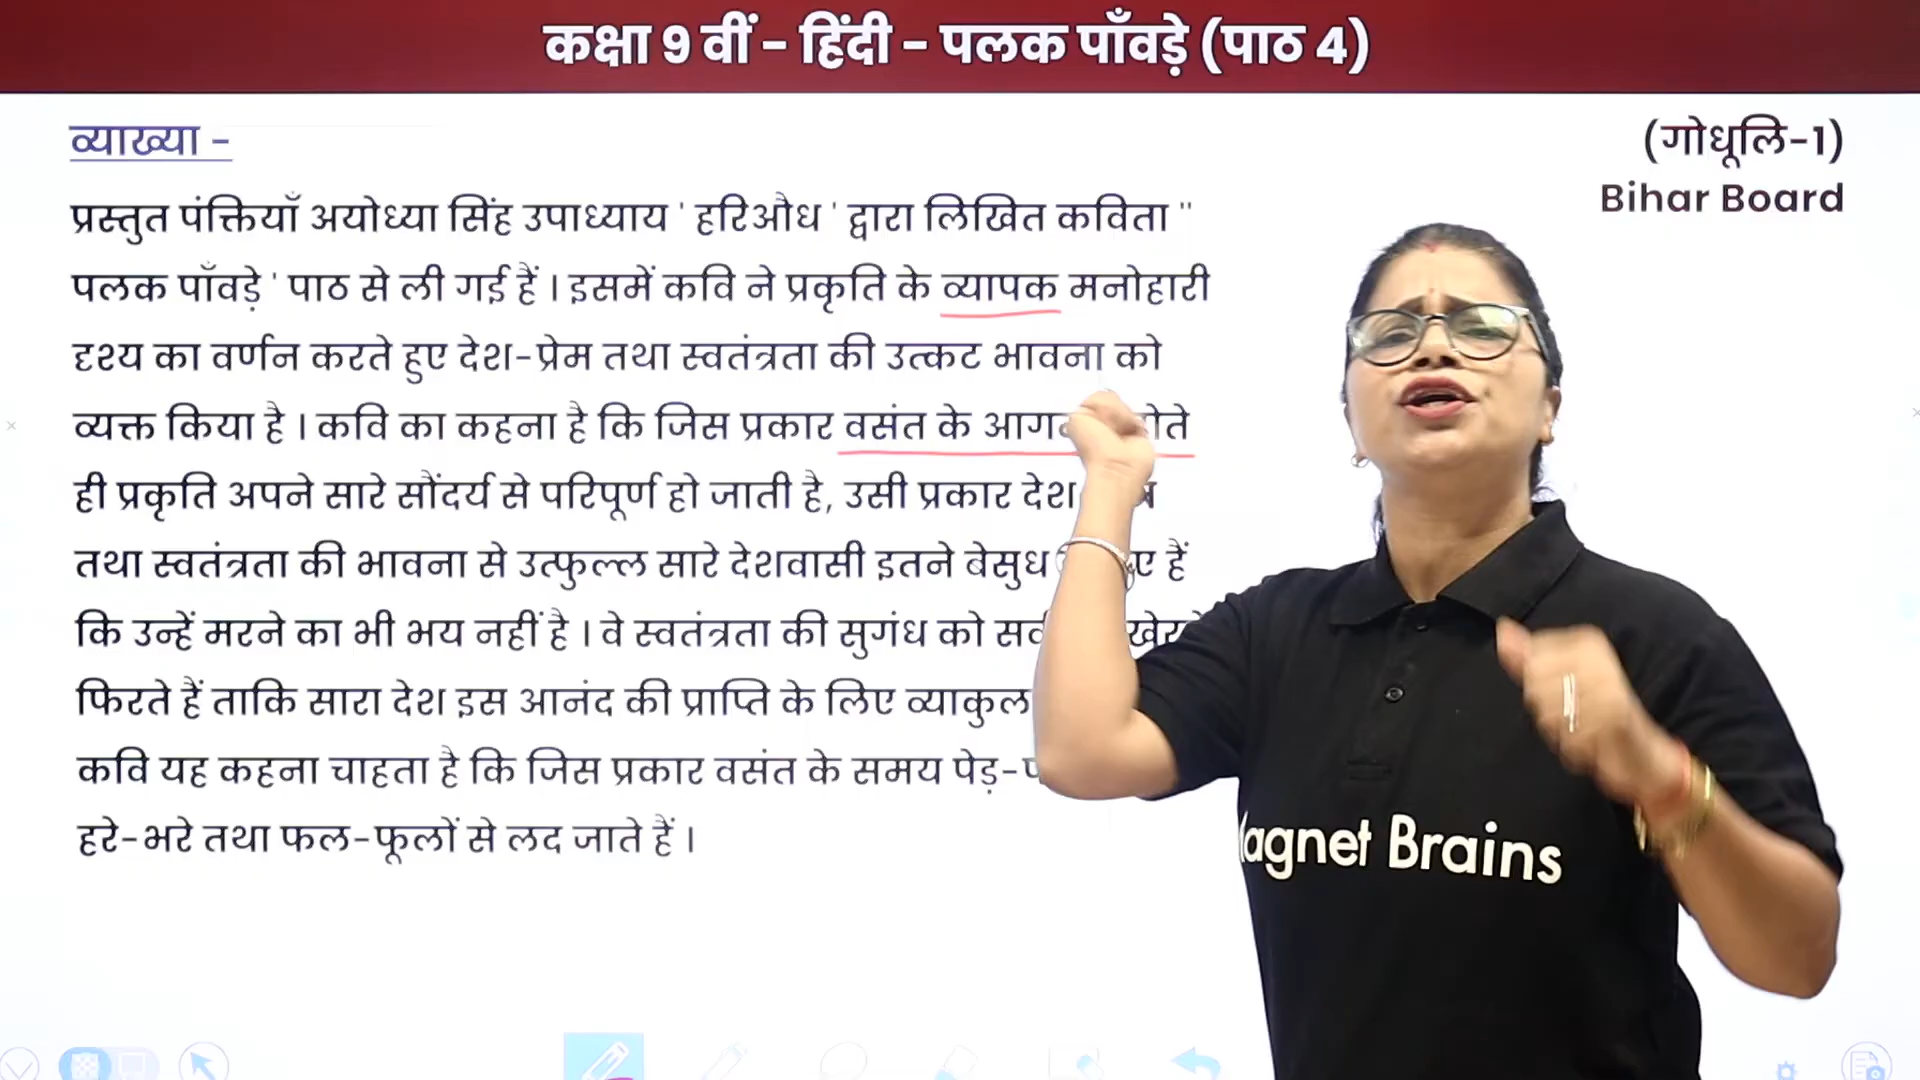 कक्षा 9 वीं - हिंदी - पलक पाँवड़े (पाठ 4)
व्याख्या -
(गोधूलि-1)
Bihar Board
प्रस्तुत पंक्तियाँ अयोध्या सिंह उपाध्याय ' हरिऔध ' द्वारा लिखित कविता "
पलक पाँवड़े ' पाठ से ली गई हैं । इसमें कवि ने प्रकृति के व्यापक मनोहारी
दृश्य का वर्णन करते हुए देश-प्रेम तथा स्वतंत्रता की उत्कट भावना को
व्यक्त किया है । कवि का कहना है कि जिस प्रकार वसंत के
ही प्रकृति अपने सारे सौंदर्य से परिपूर्ण हो जाती है, उसी प्रकार देश
तथा स्वतंत्रता की भावना से उत्फुल्ल सारे देशवासी इतने बेसुध हैं
कि उन्हें मरने का भी भय नहीं है । वे स्वतंत्रता की सुगंध को
फिरते हैं ताकि सारा देश इस आनंद की प्राप्ति के लिए व्याकुल
कवि यह कहना चाहता है कि जिस प्रकार वसंत के समय पेड़-
हरे-भरे तथा फल-फूलों से लद जाते हैं ।
agnet Brains